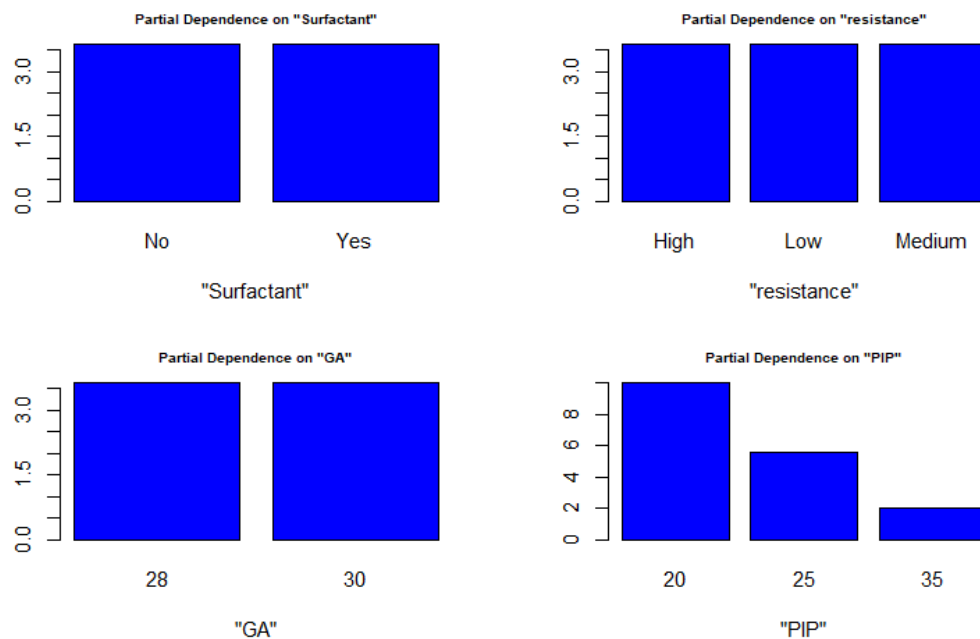 Partial Dependence on "Surfactant"
3.0
1.5
0.0
No Yes
"Surfactant"
Partial Dependence on "resistance"
3.0
1.5
0.0
High Low Medium
"resistance"
Partial Dependence on "GA"
3.0
1.5
0.0
28 30
"GA"
Partial Dependence on "PIP"
8
6
4
2
0
20 25 35
"PIP"